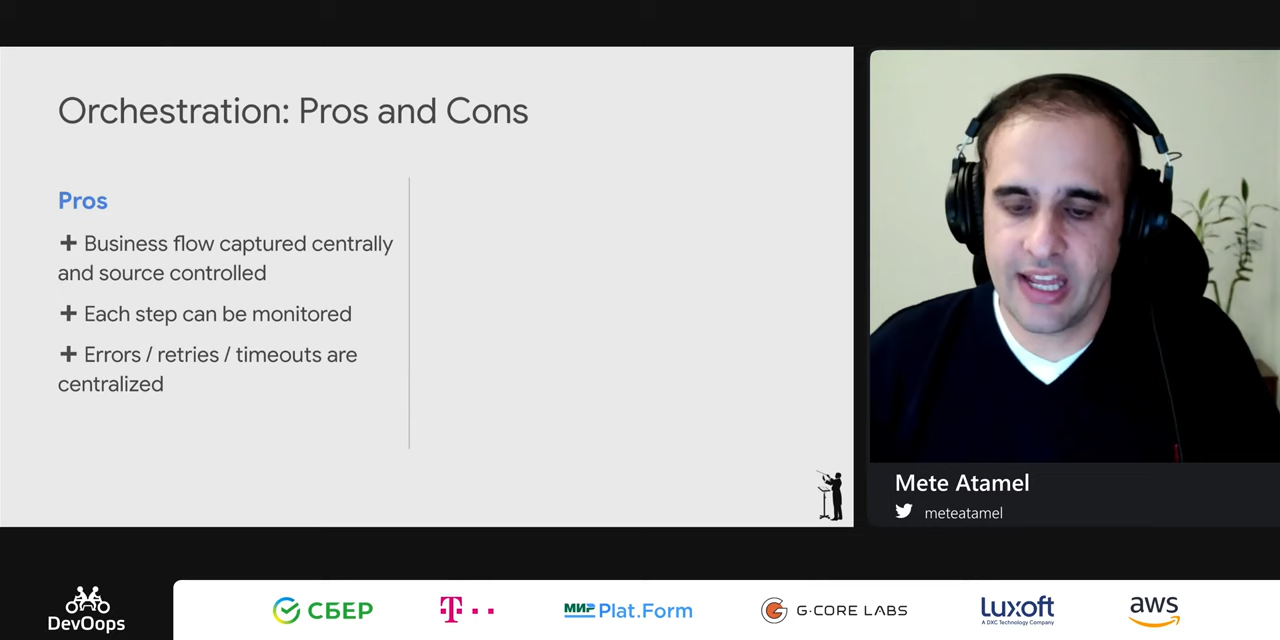 Orchestration: Pros and Cons
Pros
+ Business flow captured centrally
and source controlled
+ Each step can be monitored
+ Errors / retries / timeouts are
centralized
Mete Atamel
meteatamel
DevOops
СБЕР
T
МИР Plat.Form
G·CORE LABS
luxoft
A DXC Technology Company
aws